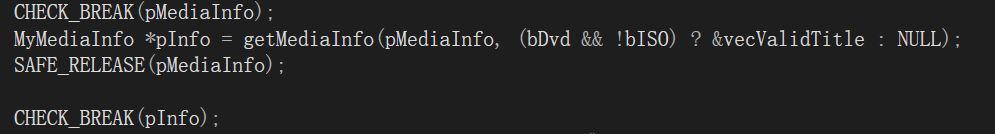 CHECK_BREAK(pMediaInfo);
MyMediaInfo *pInfo = getMediaInfo(pMediaInfo, (bDvd && !bISO) ? &vecValidTitle : NULL);
SAFE_RELEASE(pMediaInfo);
CHECK_BREAK(pInfo);